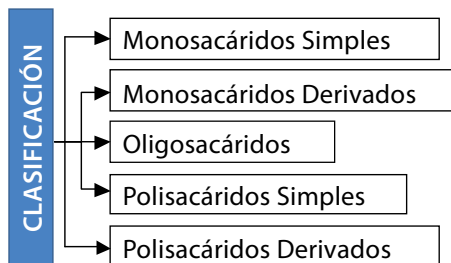 CLASIFICACIÓN
Monosacáridos Simples
Monosacáridos Derivados
Oligosacáridos
Polisacáridos Simples
Polisacáridos Derivados